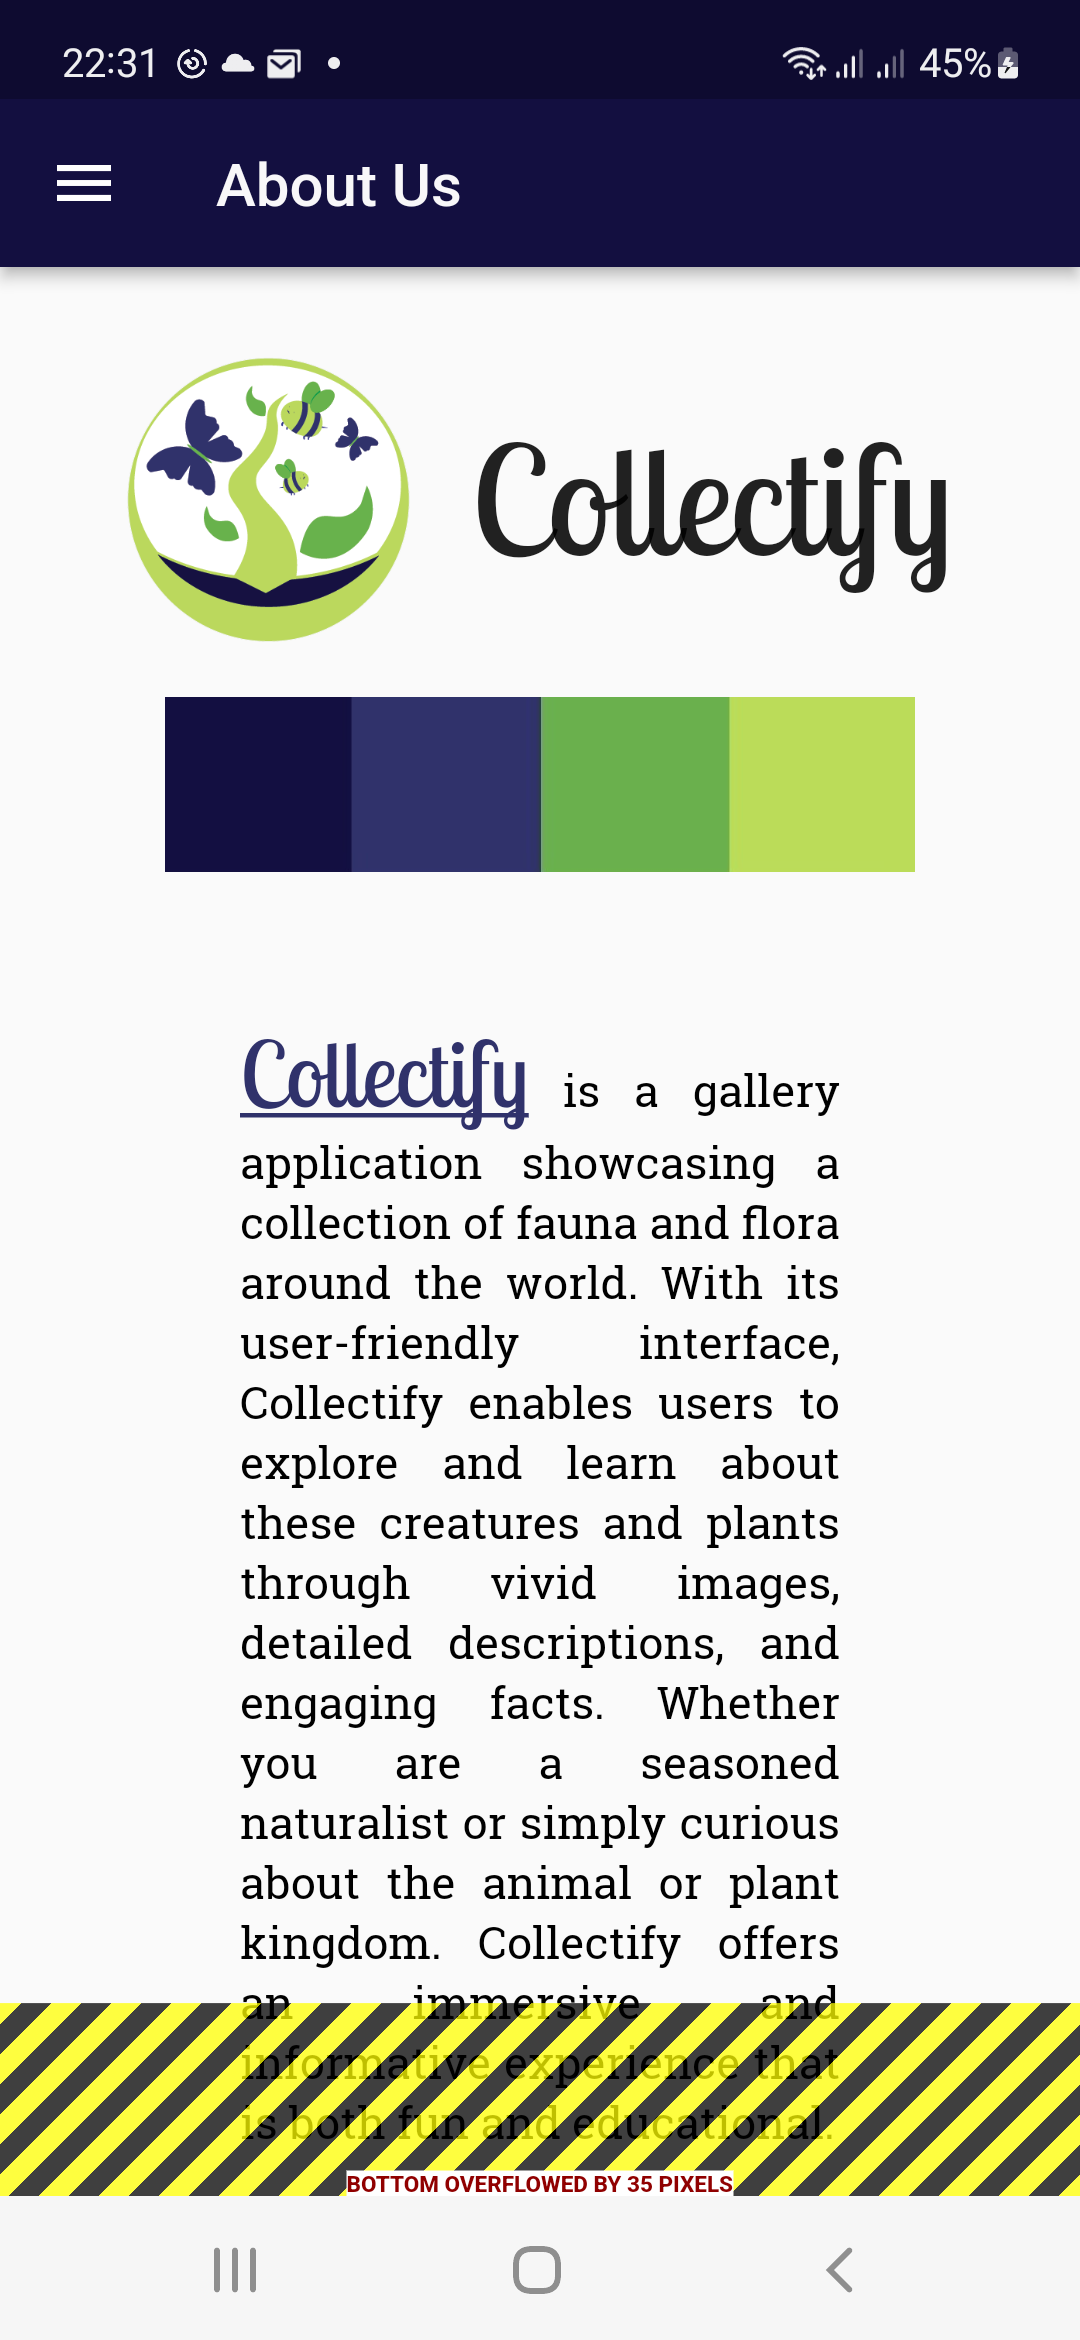 22:31
45%
About Us
Collectify
Collectify is a gallery
application showcasing a
collection of fauna and flora
around the world. With its
user-friendly interface,
Collectify enables users to
explore and learn about
these creatures and plants
through vivid images,
detailed descriptions, and
engaging facts. Whether
you are a seasoned
naturalist or simply curious
about the animal or plant
kingdom. Collectify offers
an immersive and
informative experience that
is both fun and educational.
BOTTOM OVERFLOWED BY 35 PIXELS